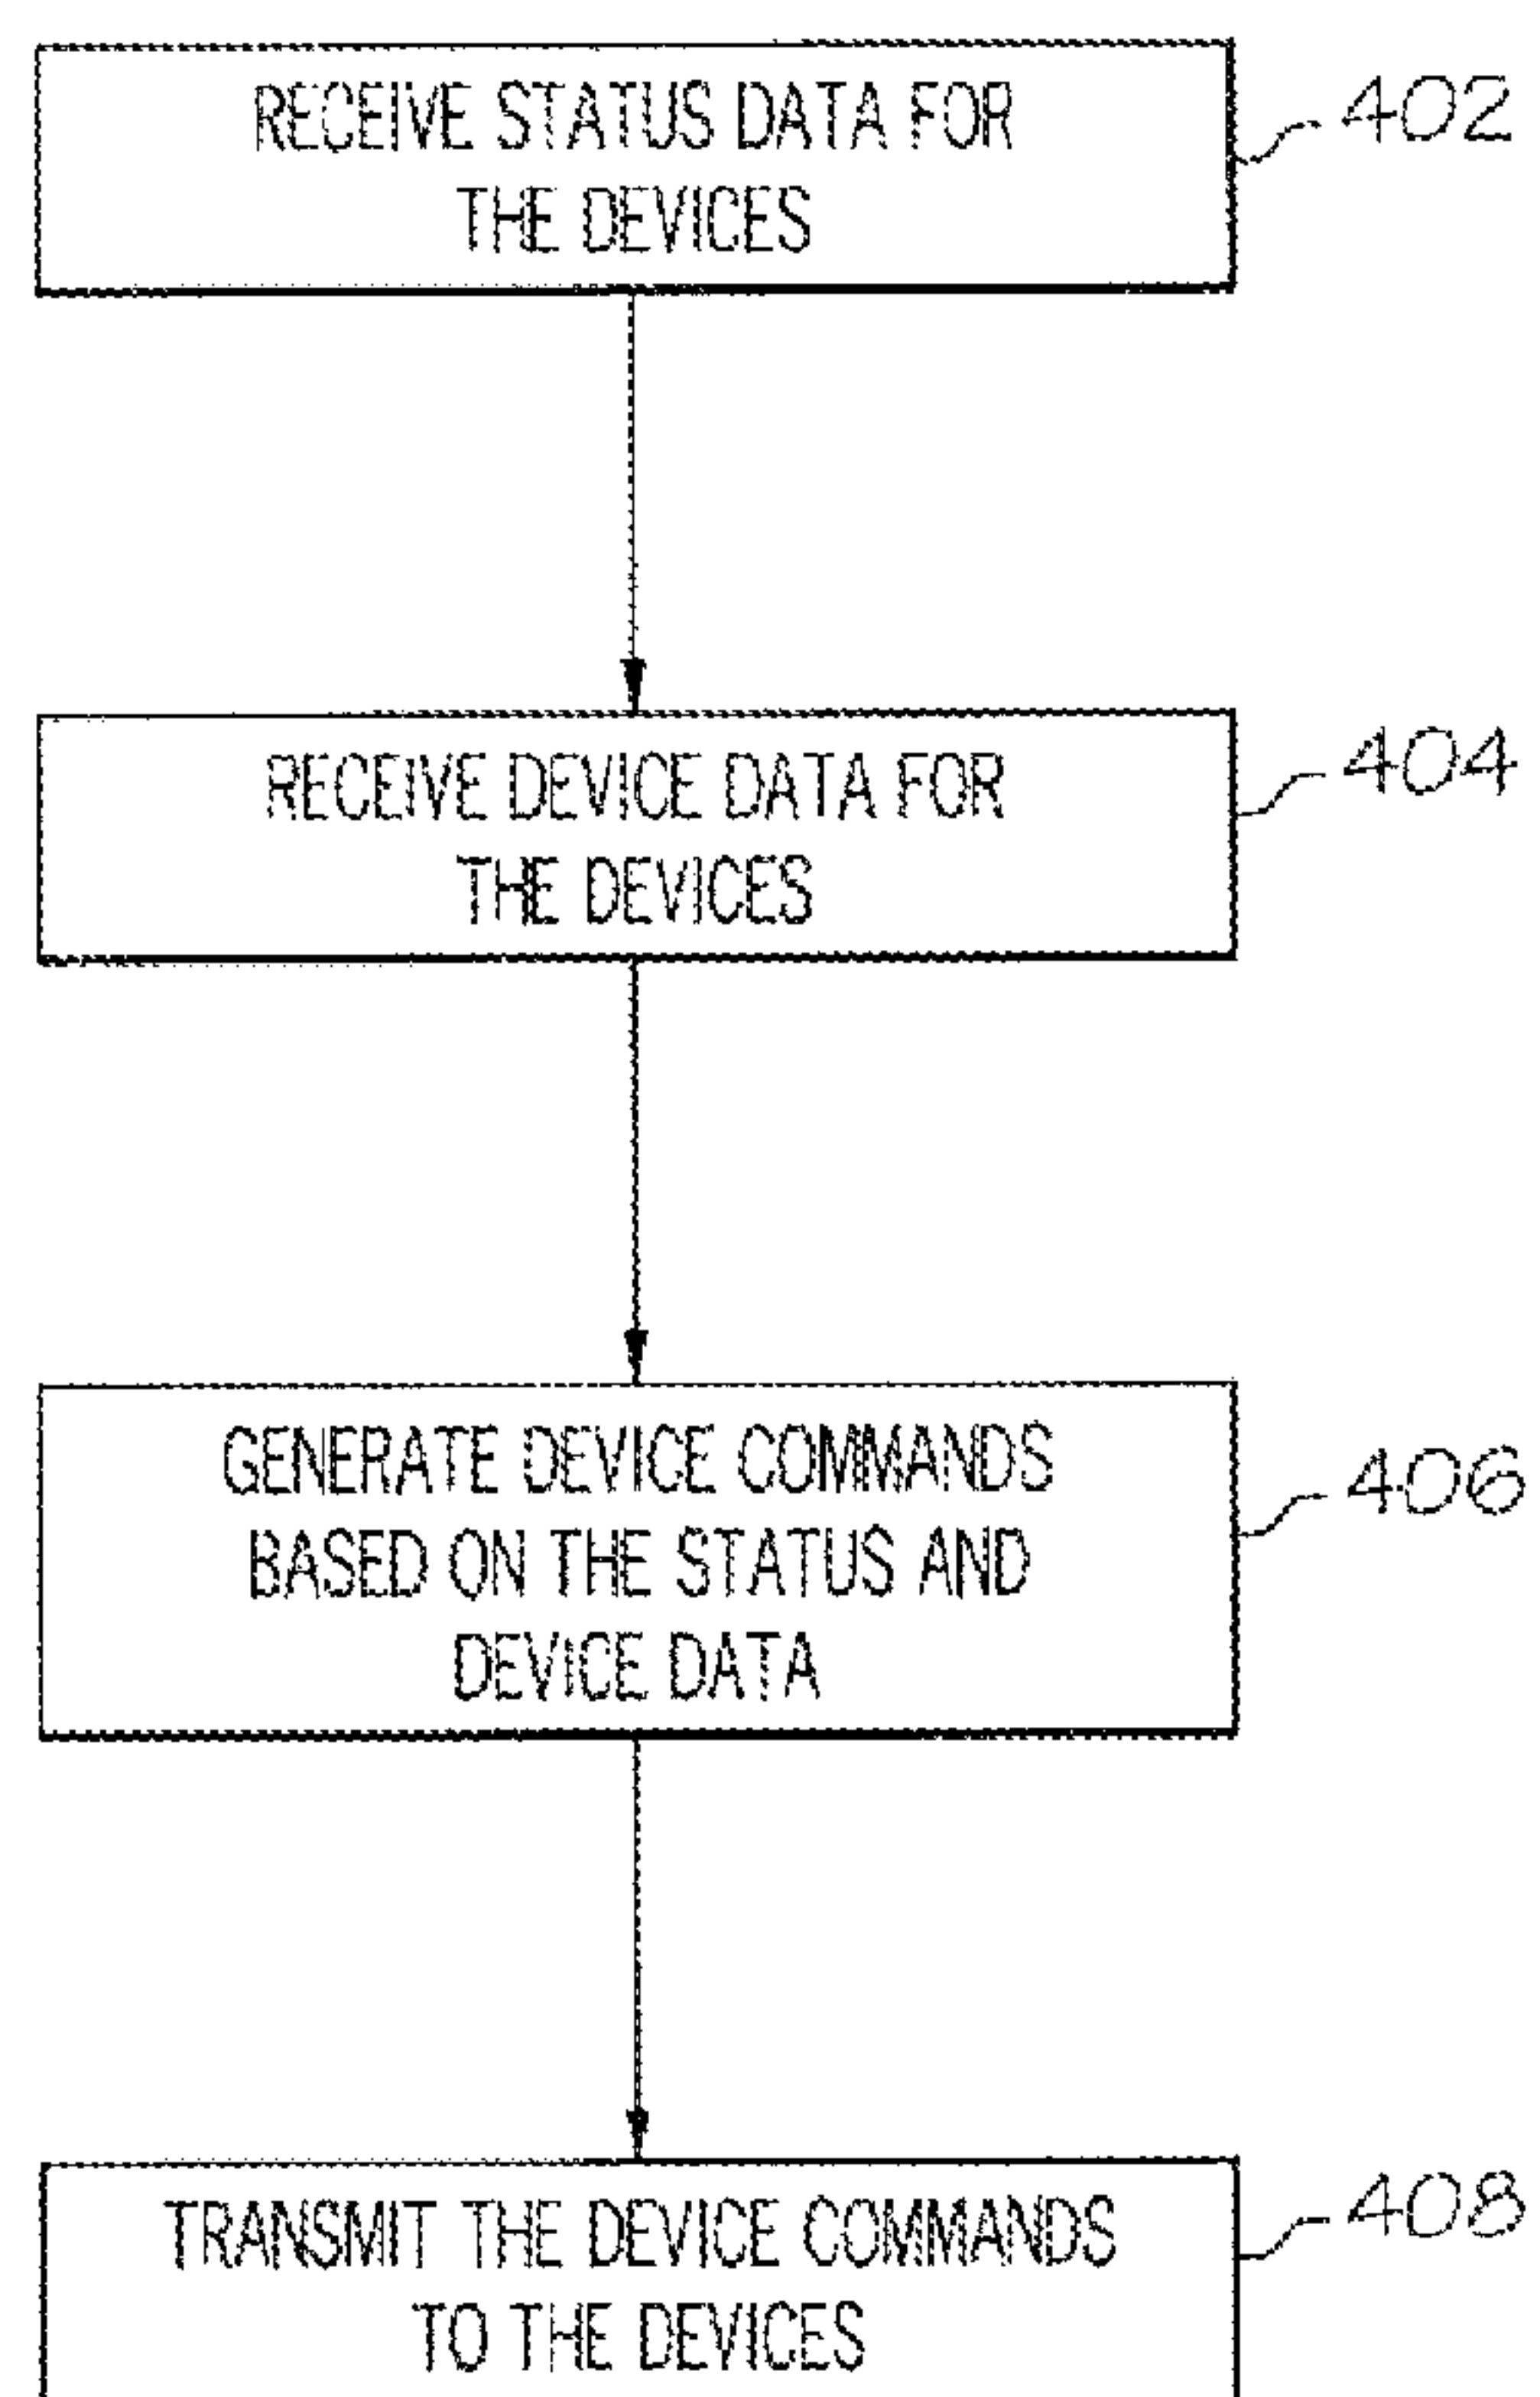 RECEIVE STATUS DATA FOR
THE DEVICES
402
RECEIVE DEVICE DATA FOR
THE DEVICES
404
GENERATE DEVICE COMMANDS
BASED ON THE STATUS AND
DEVICE DATA
406
TRANSMIT THE DEVICE COMMANDS
TO THE DEVICES
408